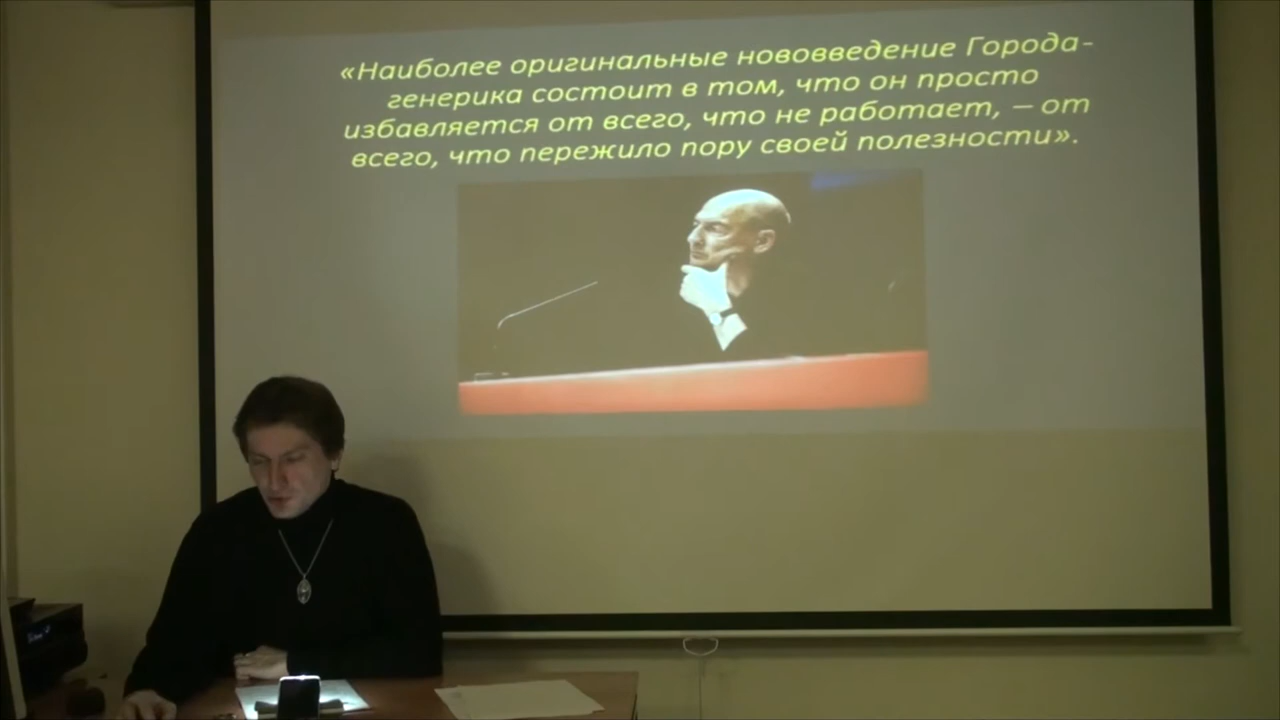 «Наиболее оригинальные нововведение Города-
генерика состоит в том, что он просто
избавляется от всего, что не работает, – от
всего, что пережило пору своей полезности».